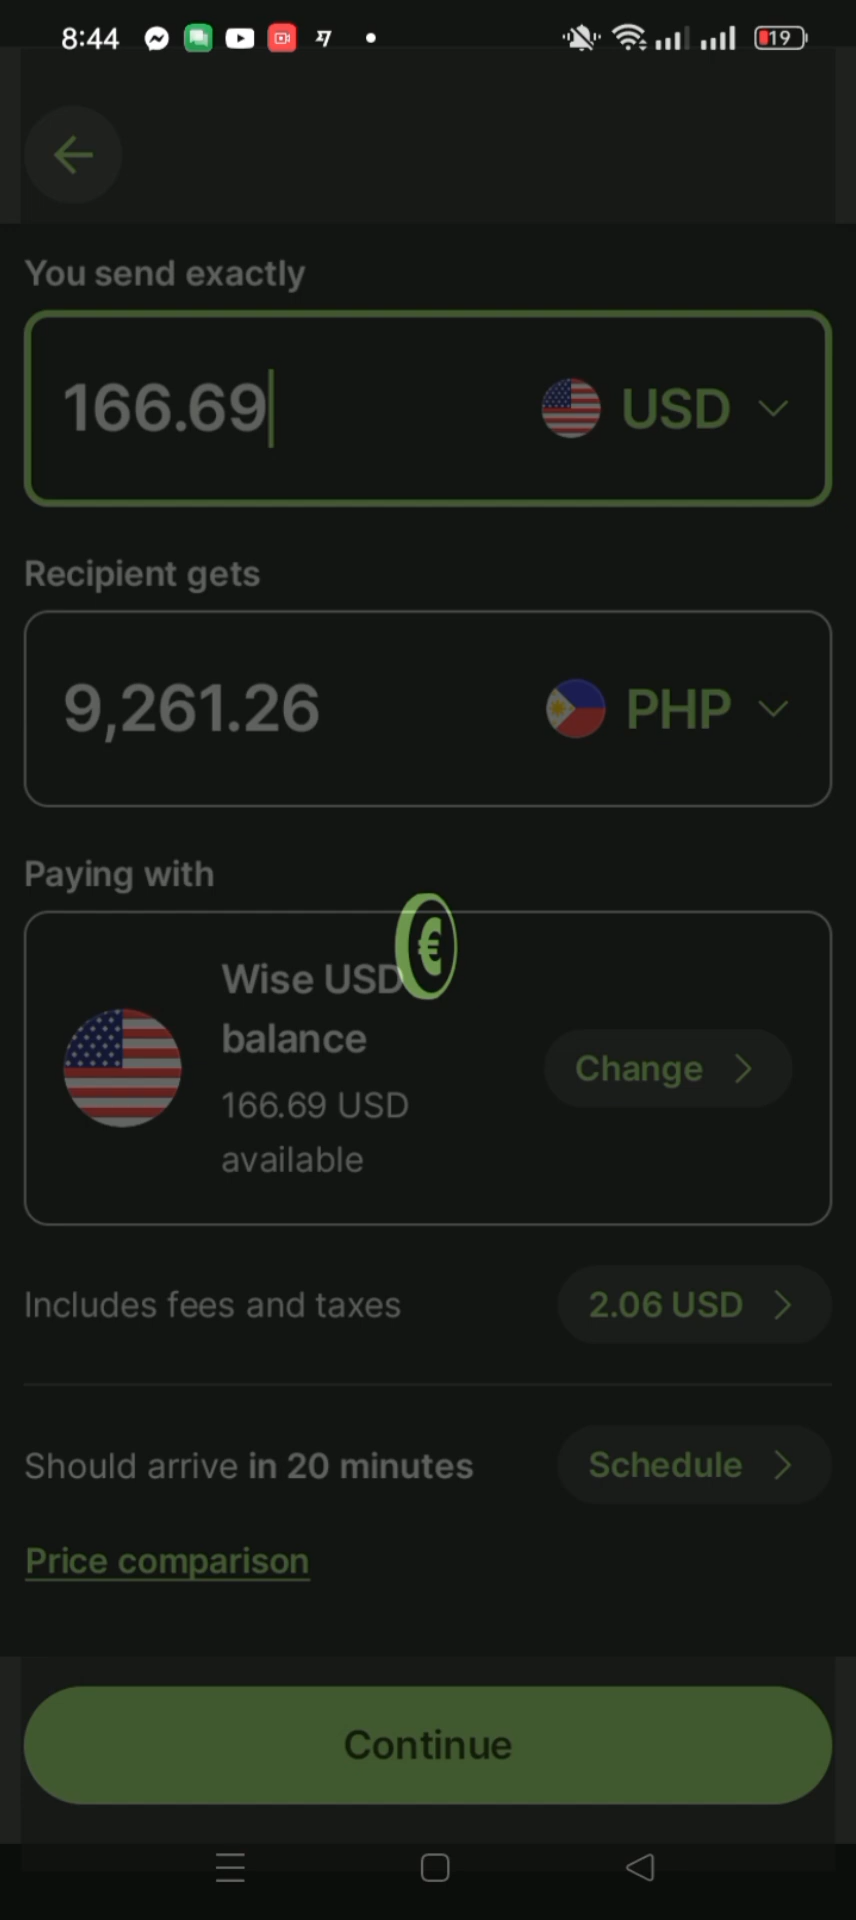 8:44
19
You send exactly
166.69 USD
Recipient gets
9,261.26 PHP
Paying with
€
Wise USD
balance
166.69 USD
available
Change
Includes fees and taxes 2.06 USD
Should arrive in 20 minutes Schedule
Price comparison
Continue